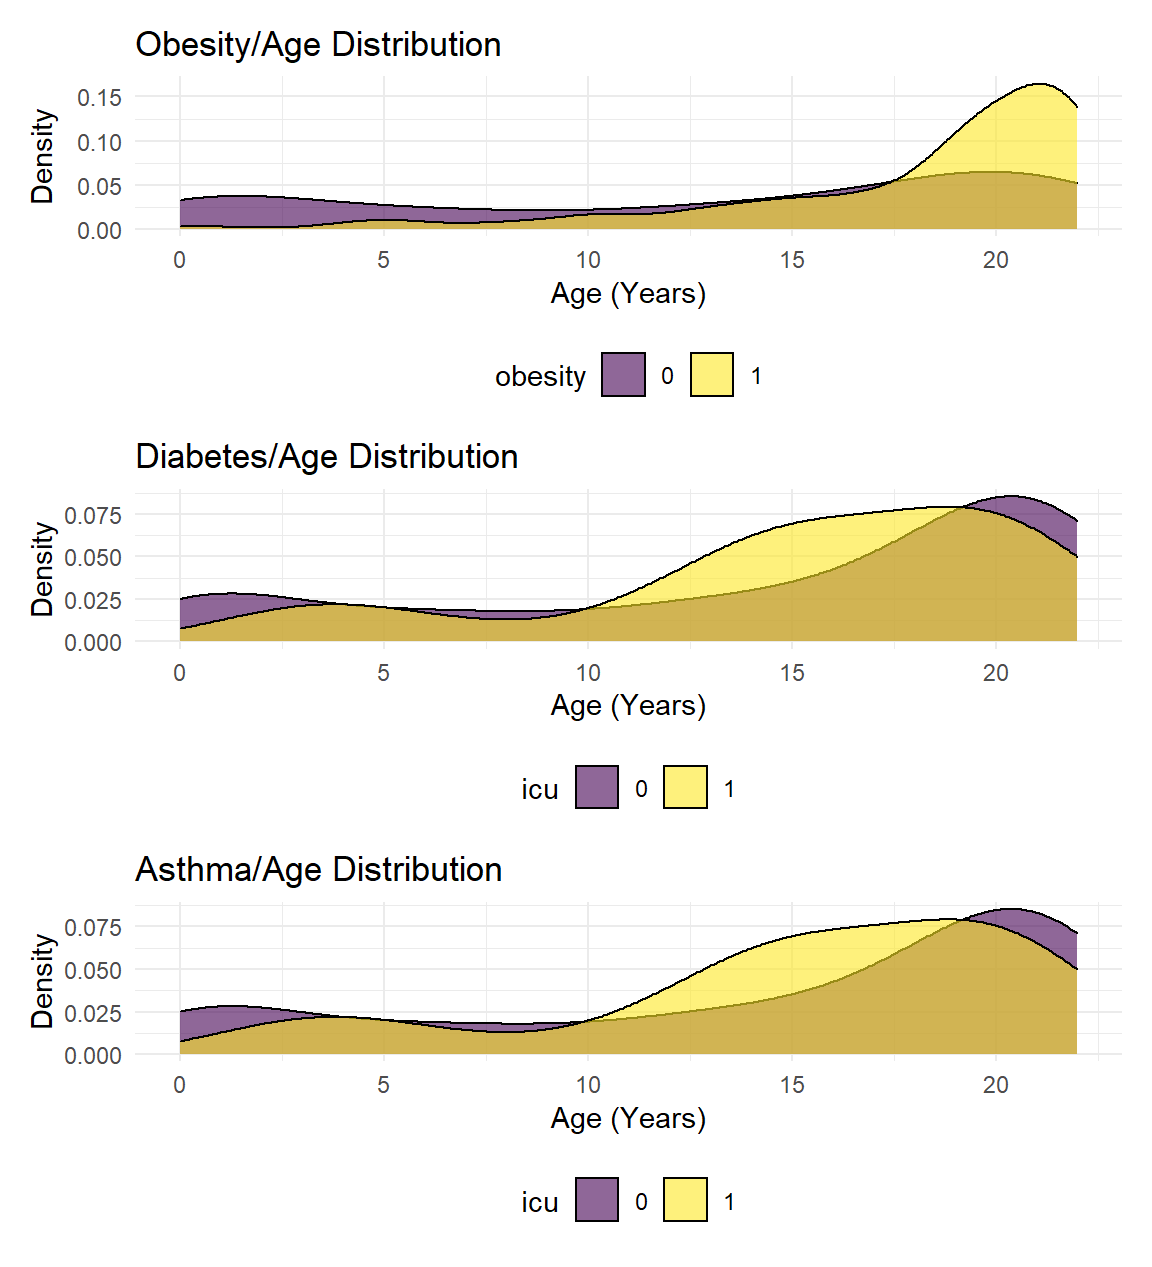 Obesity/Age Distribution
Density
0.15
0.10
0.05
0.00
0 5 10 15 20
Age (Years)
obesity 0 1
Diabetes/Age Distribution
Density
0.075
0.050
0.025
0.000
0 5 10 15 20
Age (Years)
icu 0 1
Asthma/Age Distribution
Density
0.075
0.050
0.025
0.000
0 5 10 15 20
Age (Years)
icu 0 1